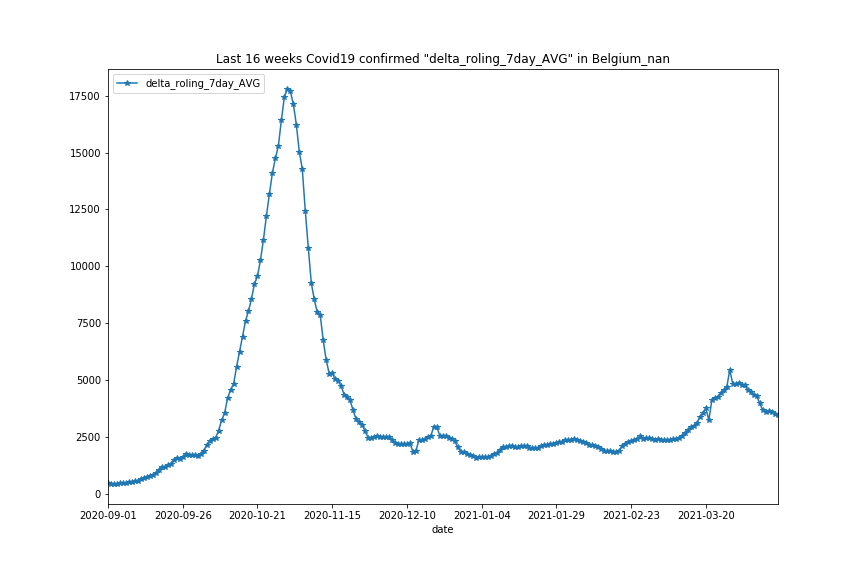 Last 16 weeks Covid19 confirmed "delta_roling_7day_AVG" in Belgium_nan
delta_roling_7day_AVG
17500
15000
12500
10000
7500
5000
2500
0
2020-09-01 2020-09-26 2020-10-21 2020-11-15 2020-12-10 2021-01-04 2021-01-29 2021-02-23 2021-03-20
date